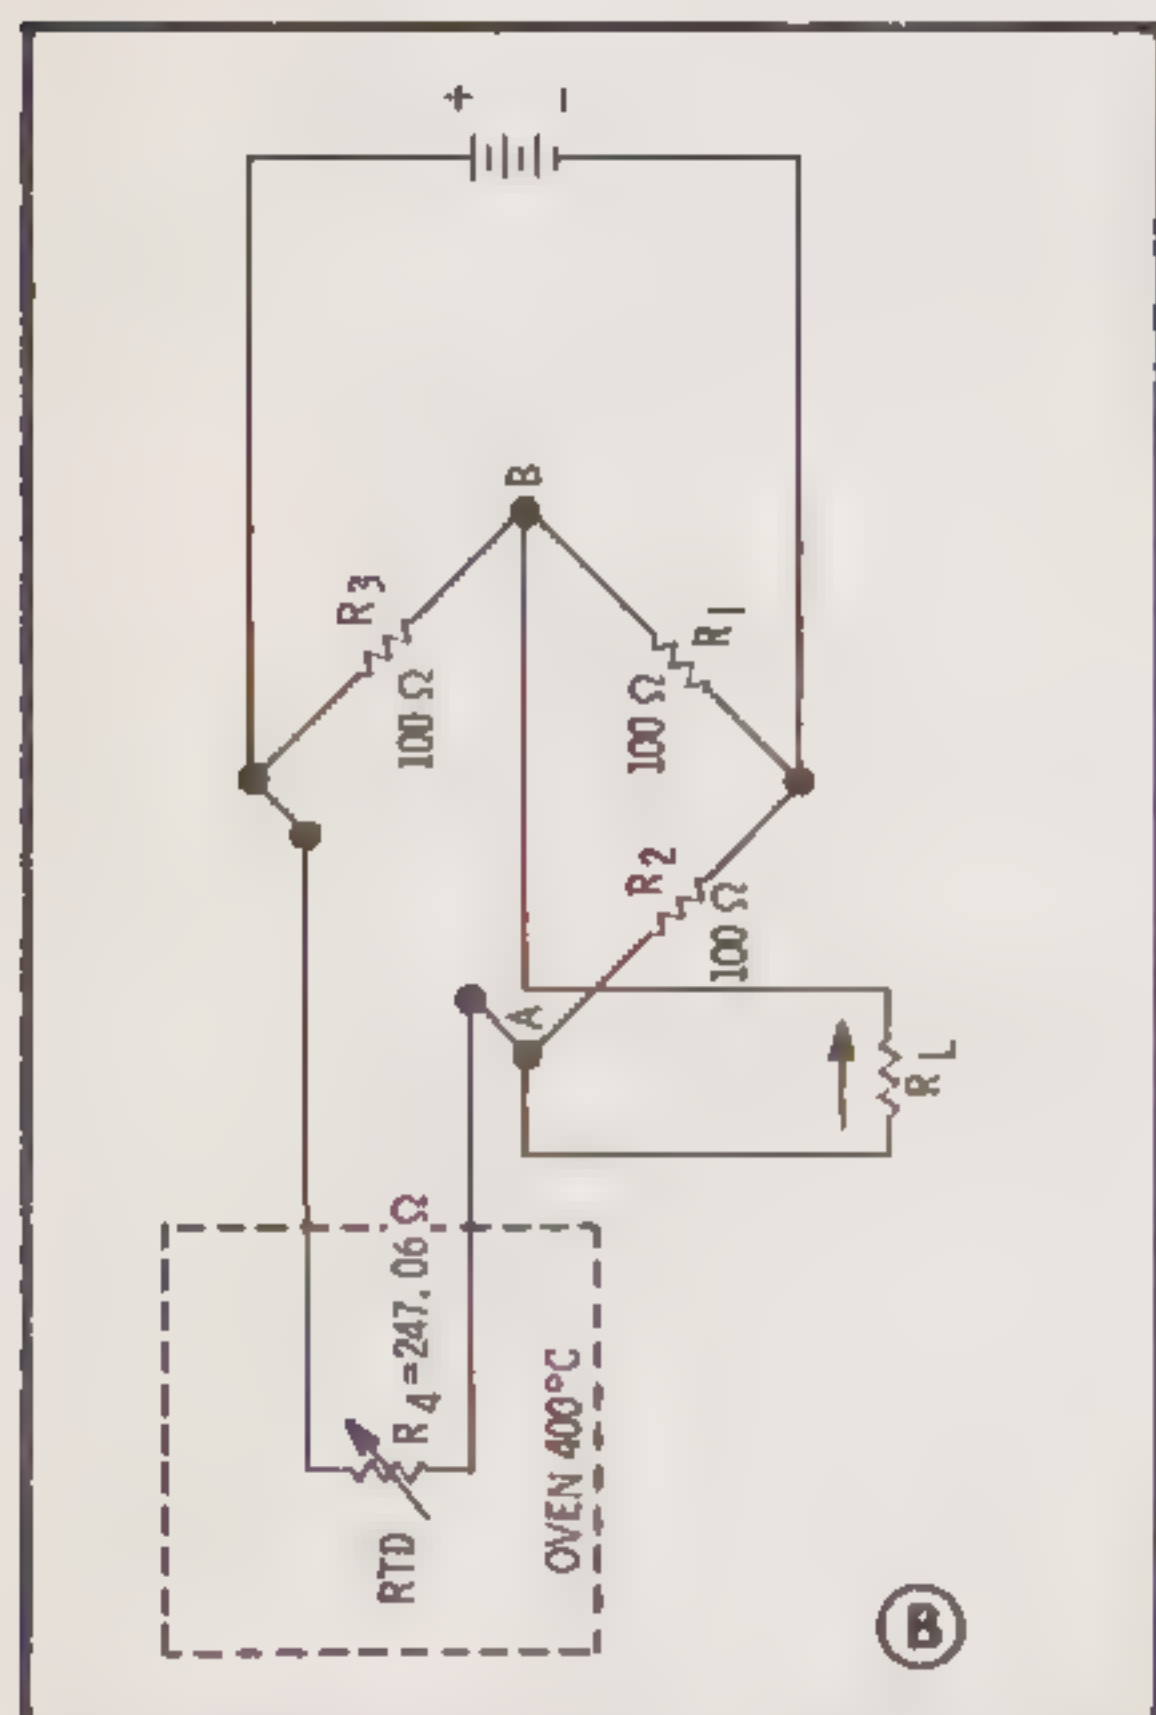 + −
B
R3
100 Ω
R1
100 Ω
R2
100 Ω
A
RL
R4=247.06 Ω
RTD
OVEN 400°C
B